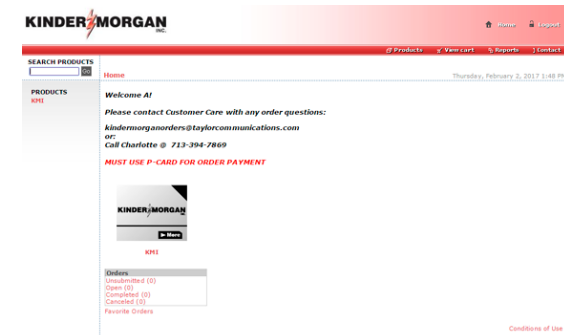 KINDER MORGAN INC.
Home Logout
Products View cart Reports Contact
SEARCH PRODUCTS
GO
Home
Thursday, February 2, 2017 1:48 PM
PRODUCTS
KMI
Welcome A!
Please contact Customer Care with any order questions:
kindermorganorders@taylorcommunications.com
or:
Call Charlotte @ 713-394-7869
MUST USE P-CARD FOR ORDER PAYMENT
KINDER MORGAN
More
KMI
Orders
Unsubmitted (0)
Open (0)
Completed (0)
Canceled (0)
Favorite Orders
Conditions of Use